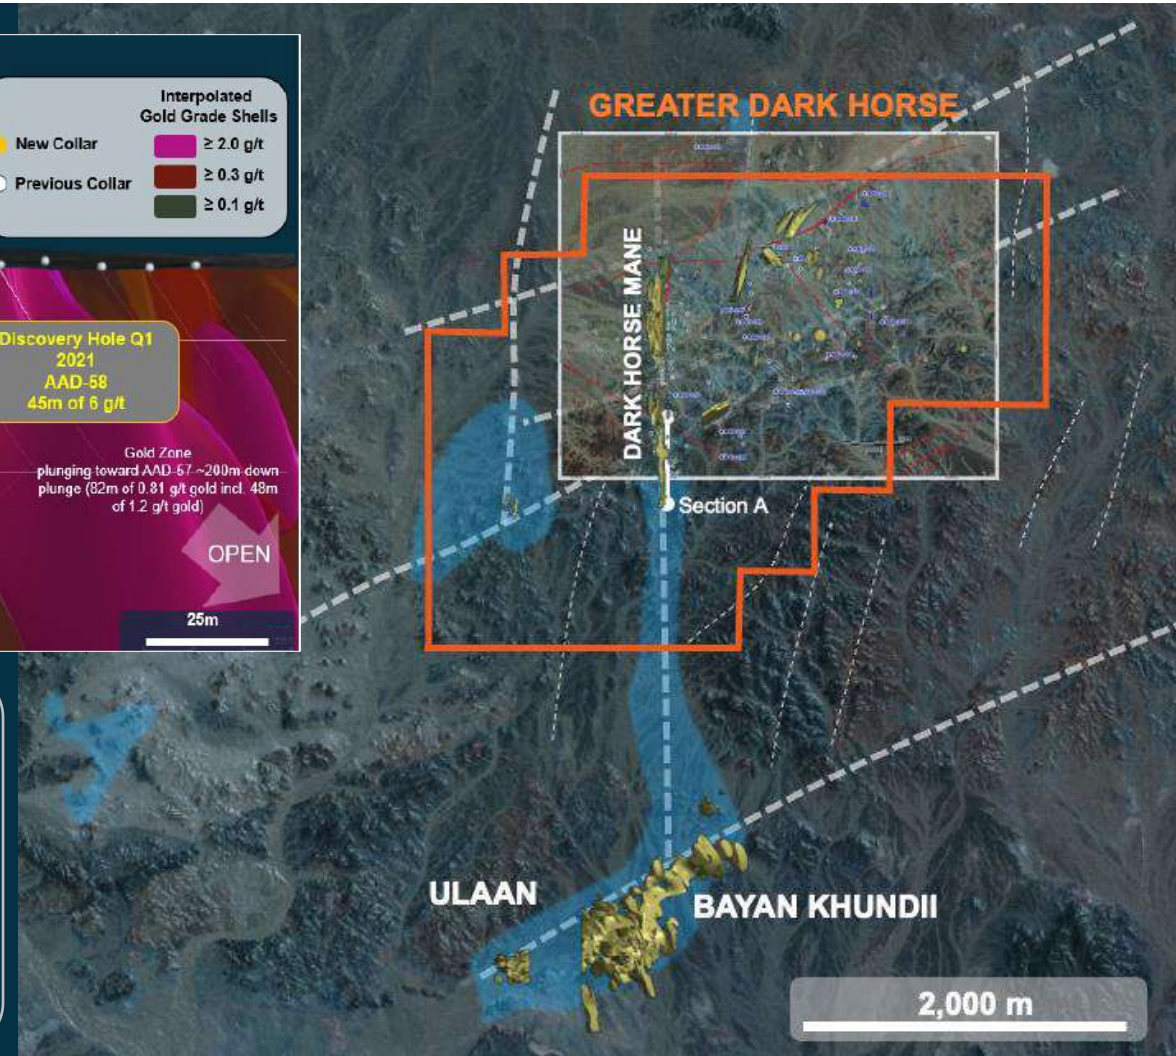 Interpolated
Gold Grade Shells
New Collar
≥ 2.0 g/t
Previous Collar
≥ 0.3 g/t
≥ 0.1 g/t
Discovery Hole Q1
2021
AAD-58
45m of 6 g/t
Gold Zone
plunging toward AAD-57 ~200m down
plunge (82m of 0.81 g/t gold incl. 48m
of 1.2 g/t gold)
OPEN
25m
GREATER DARK HORSE
DARK HORSE MANE
Section A
ULAAN
BAYAN KHUNDII
2,000 m